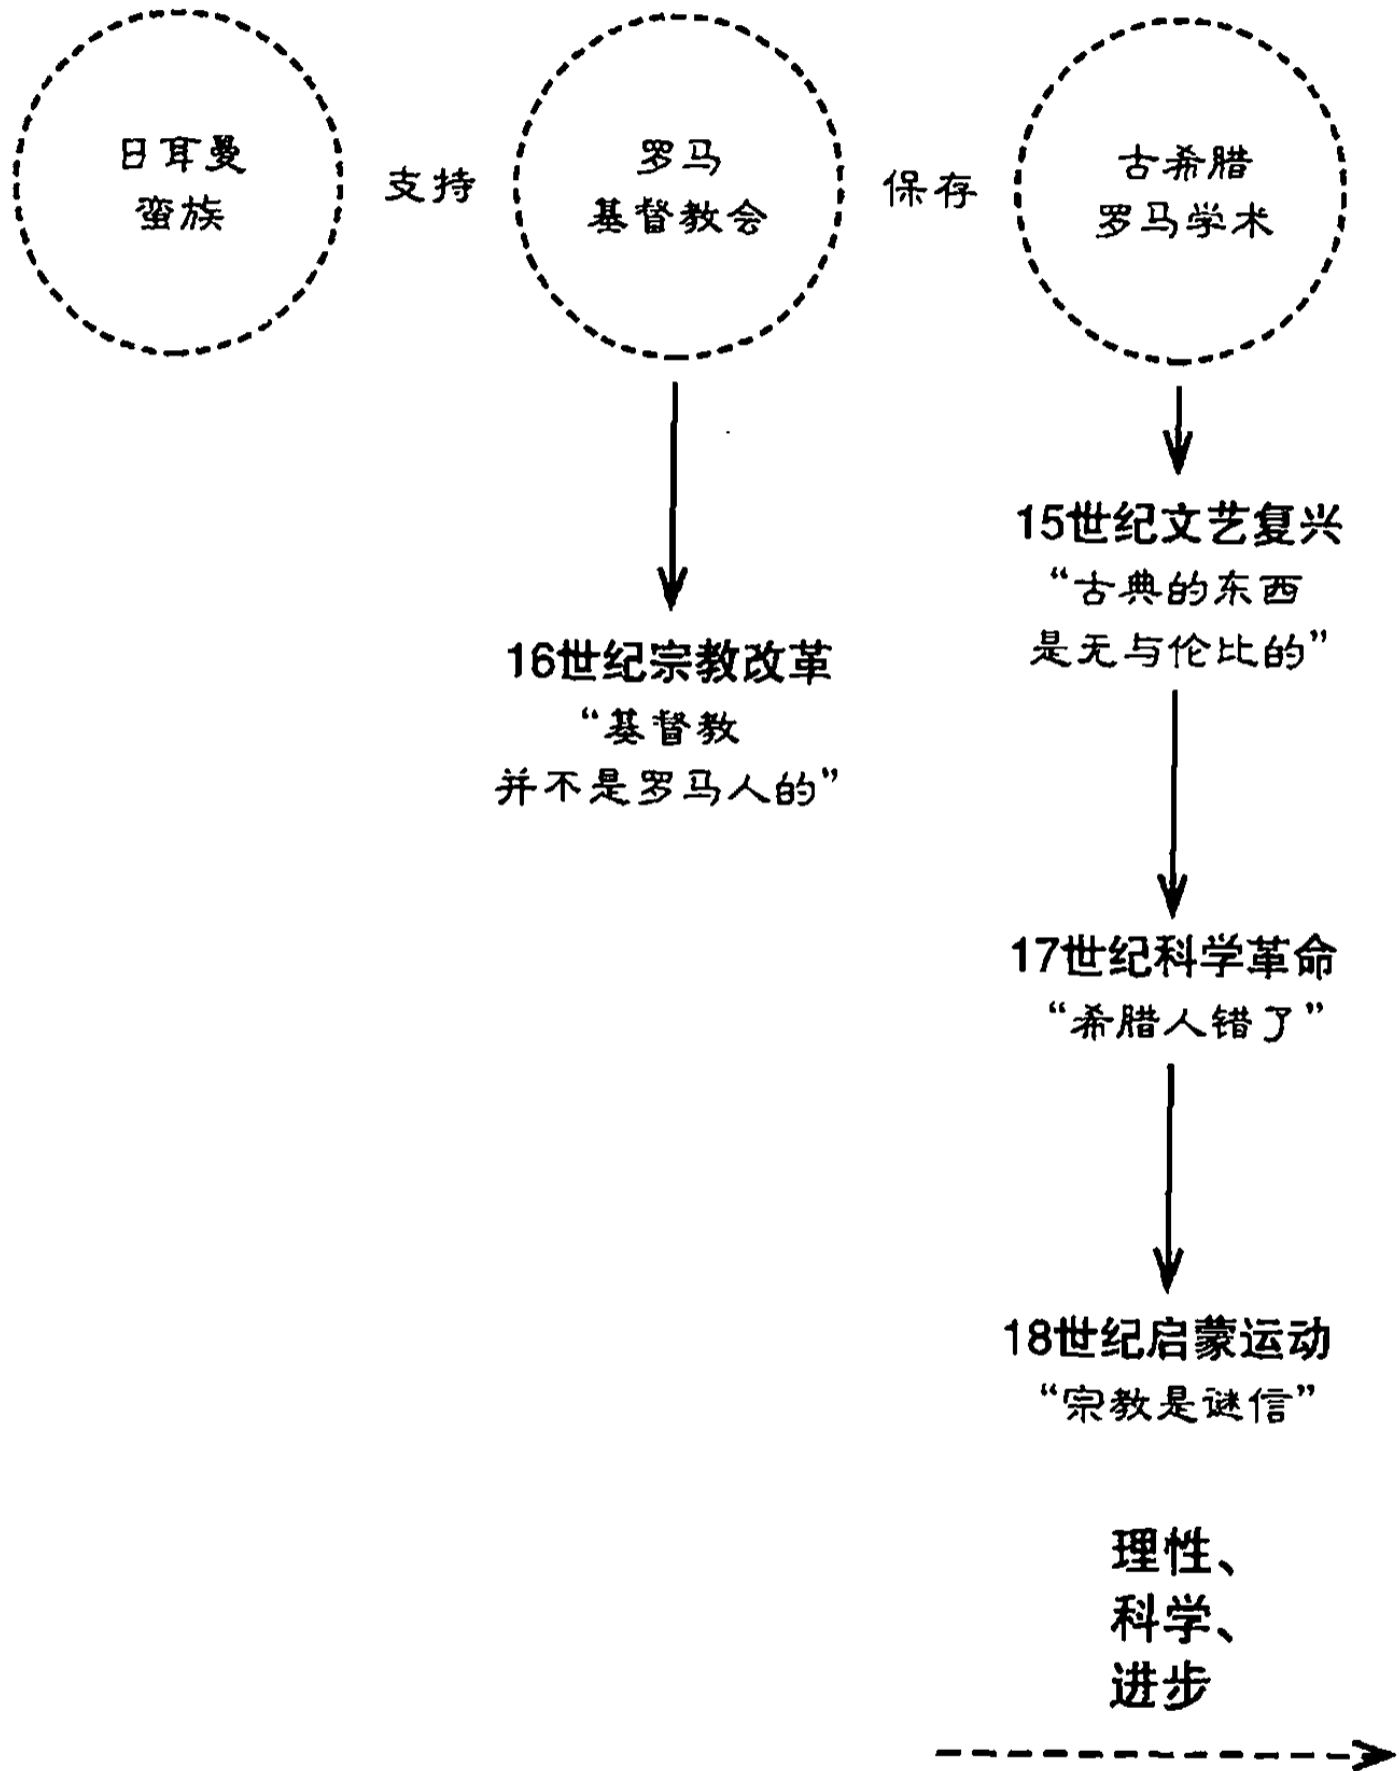 日耳曼
蛮族
支持
罗马
基督教会
保存
古希腊
罗马学术
15世纪文艺复兴
“古典的东西
是无与伦比的”
16世纪宗教改革
“基督教
并不是罗马人的”
17世纪科学革命
“希腊人错了”
18世纪启蒙运动
“宗教是谜信”
理性、
科学、
进步